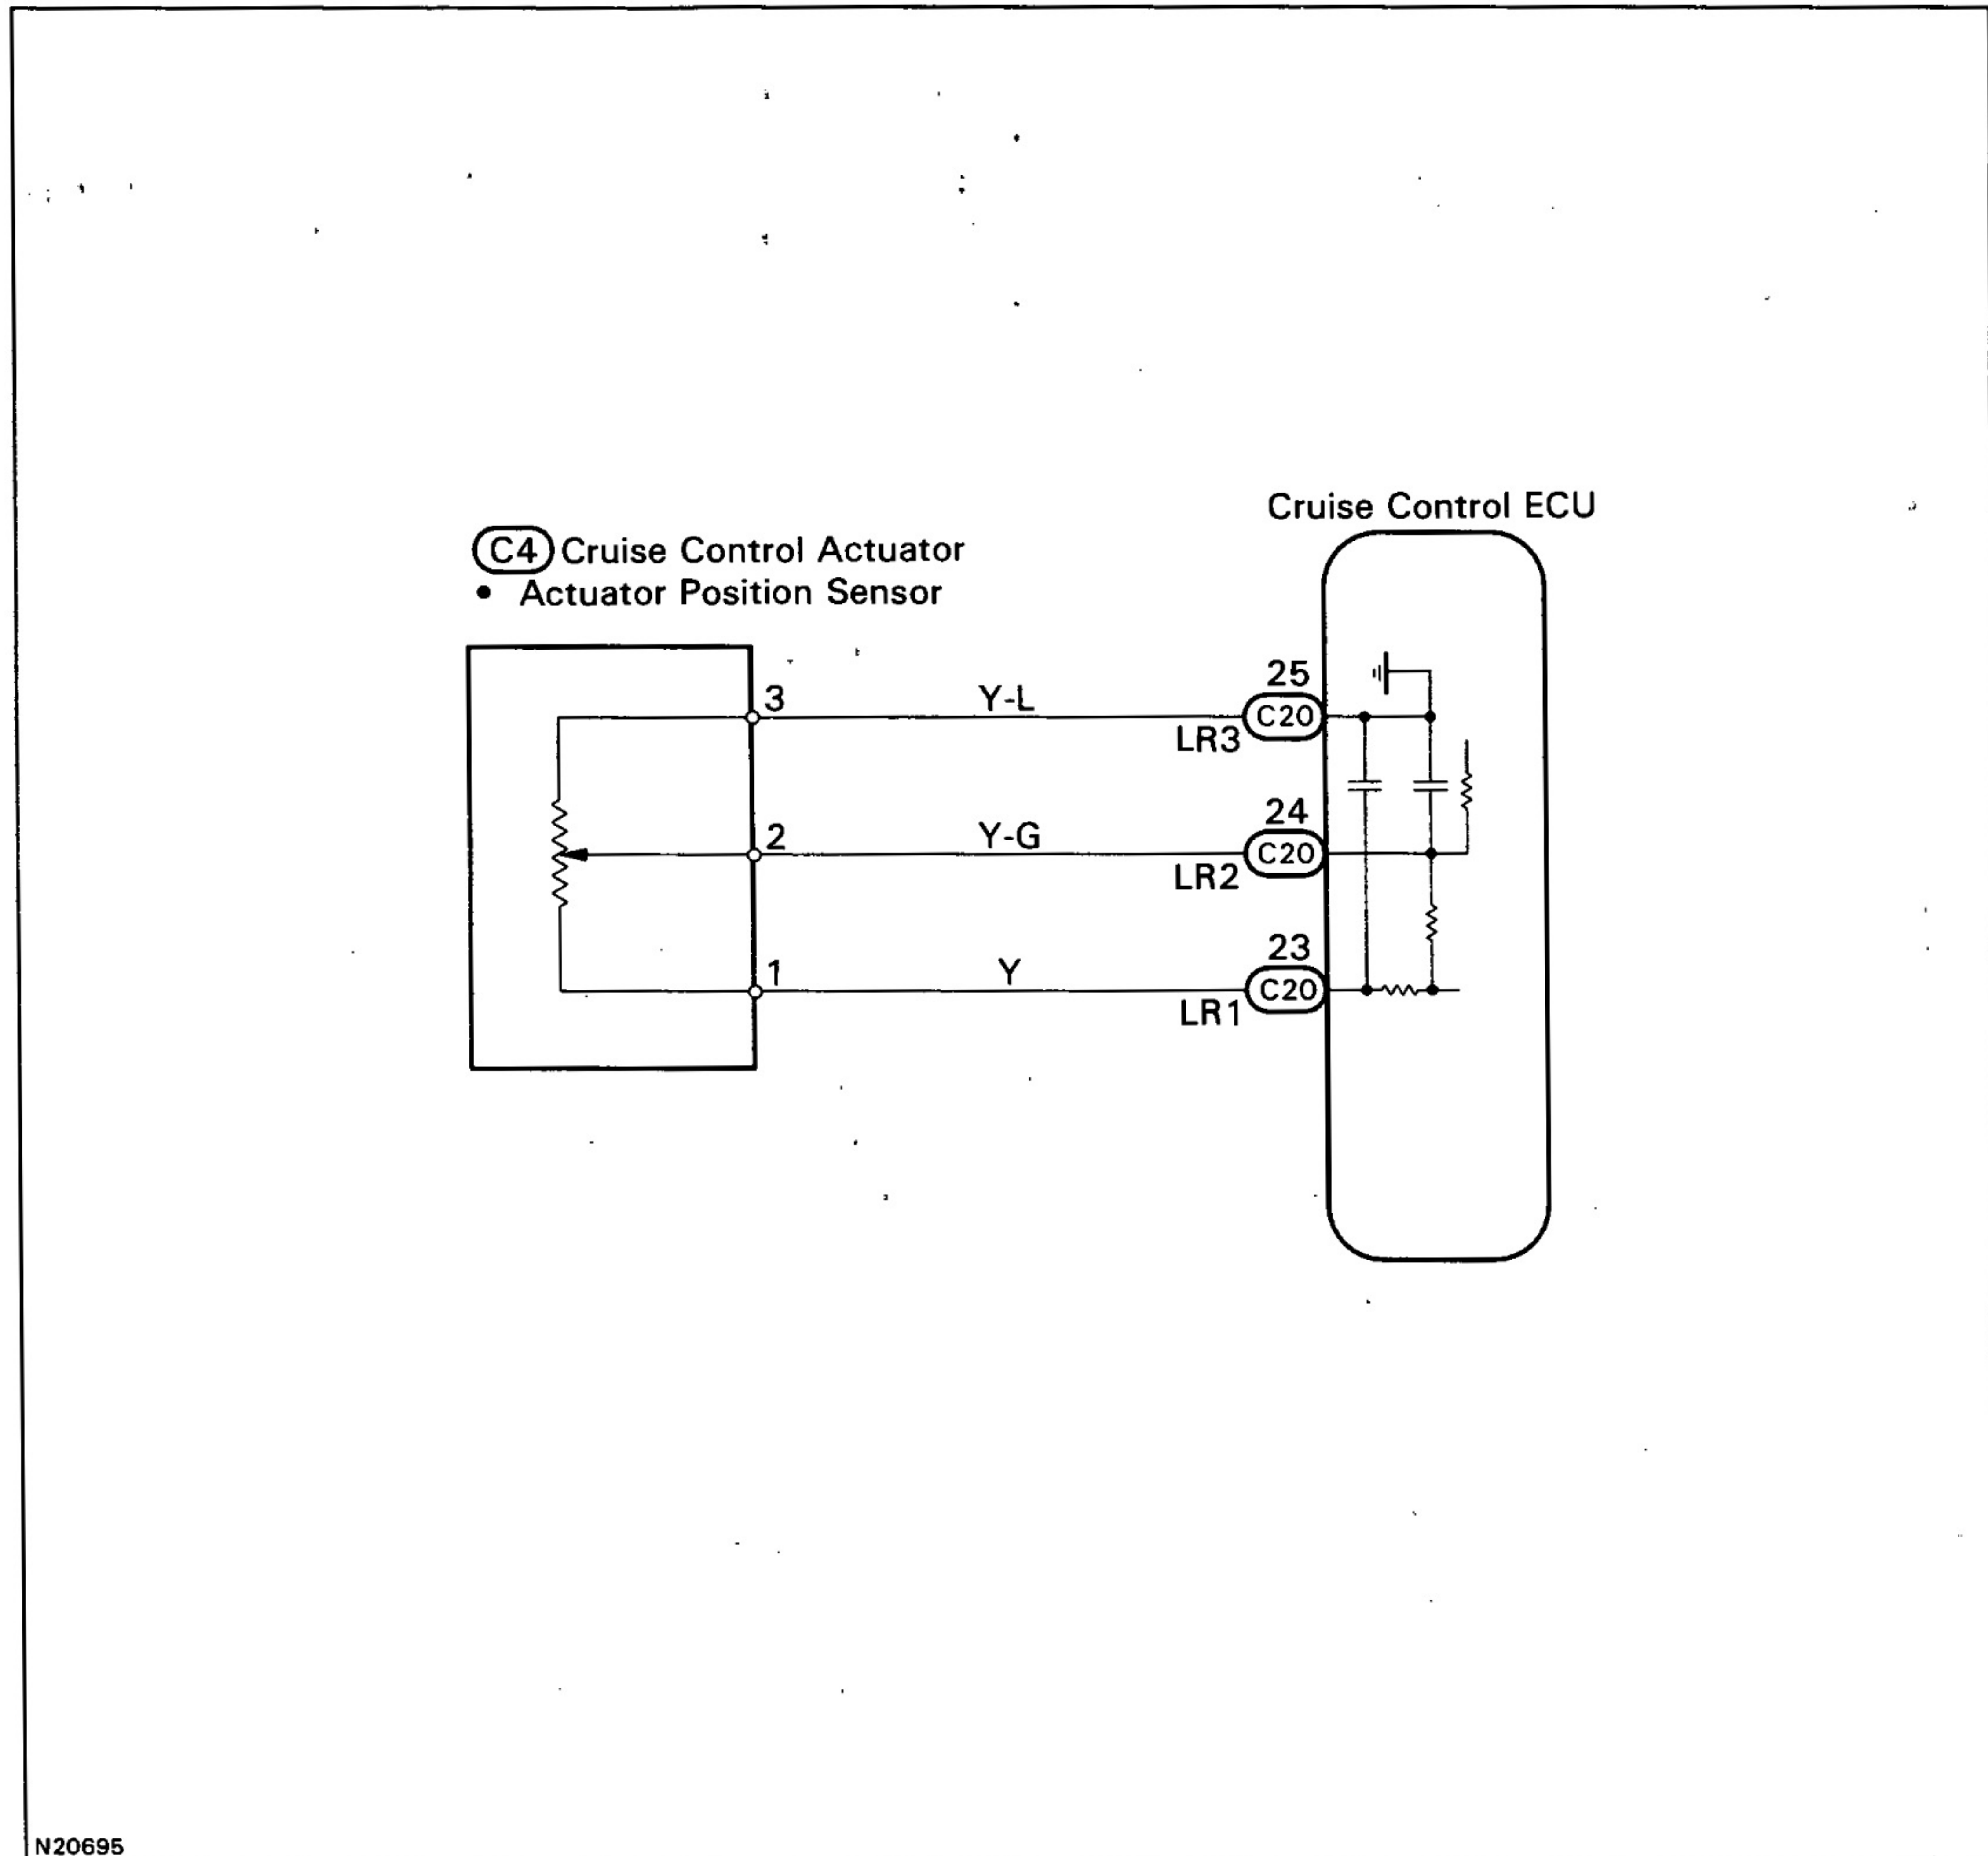 Cruise Control ECU
C4 Cruise Control Actuator
• Actuator Position Sensor
3 Y-L 25
LR3 C20
2 Y-G 24
LR2 C20
1 Y 23
LR1 C20
N20695